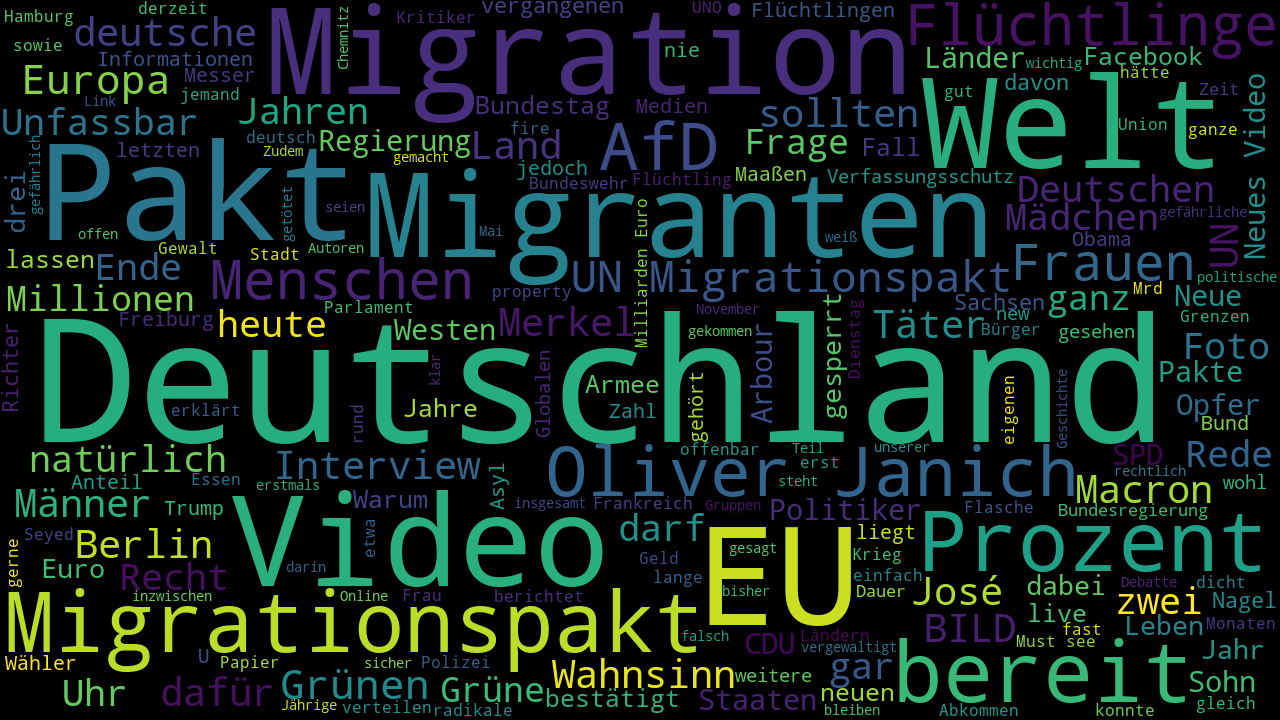 Hamburg derzeit deutsche Migration Kritiker vergangenen UNO Flüchtlingen Flüchtlinge
sowie Informationen Chemnitz nie Länder wichtig Facebook
Europa Messer jemand Link hätte davon gut Zeit
Unfassbar Jahren Bundestag Medien sollten Welt Union ganze Neues Video
letzten deutsch Regierung Land fire AfD Frage Fall
drei gefährlich Pakt Zudem gemacht jedoch Maaßen Verfassungsschutz
getötet seien Migranten Bundeswehr Flüchtling Deutschen
offen Mai weiß Mädchen gefährliche
lassen Ende Gewalt Stadt Autoren Obama UN Frauen
Millionen Menschen property UN Migrationspakt politische
Freiburg heute Parlament Westen Merkel Milliarden Euro November Sachsen new ganz Mrd Neue Grenzen
Richter Täter Bürger gesehen Foto
Deutschland gekommen Arbour gesperrt Dienstag
erklärt rund Jahre klar Globalen Armee Zahl gehört eigenen Geschichte Pakte Opfer Bund
natürlich Interview offenbar Teil unserer SPD Rede
Anteil Essen erstmals Asyl Oliver Janich erst steht rechtlich wohl
Männer Trump Warum insgesamt Frankreich Gruppen Politiker Flasche Macron Bundesregierung
Seyed Berlin etwa Video darf liegt Prozent
Euro Recht darin Geld gesagt Krieg
gerne lange bisher einfach Dauer José dabei Debatte dicht
inzwischen Online Frau berichtet EU live zwei Nagel
Migrationspakt falsch CDU Ländern vergewaltigt BILD fast Must see Leben Monaten
Wähler U Papier sicher Polizei Wahnsinn weitere gar bereit Jahr
Uhr dafür Grünen Grüne bestätigt Staaten neuen Sohn
Jährige verteilen radikale bleiben Abkommen konnte gleich